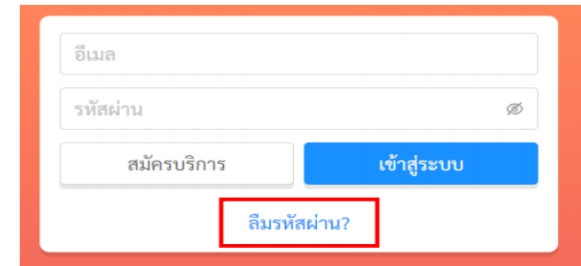 อีเมล
รหัสผ่าน
สมัครบริการ เข้าสู่ระบบ
ลืมรหัสผ่าน?